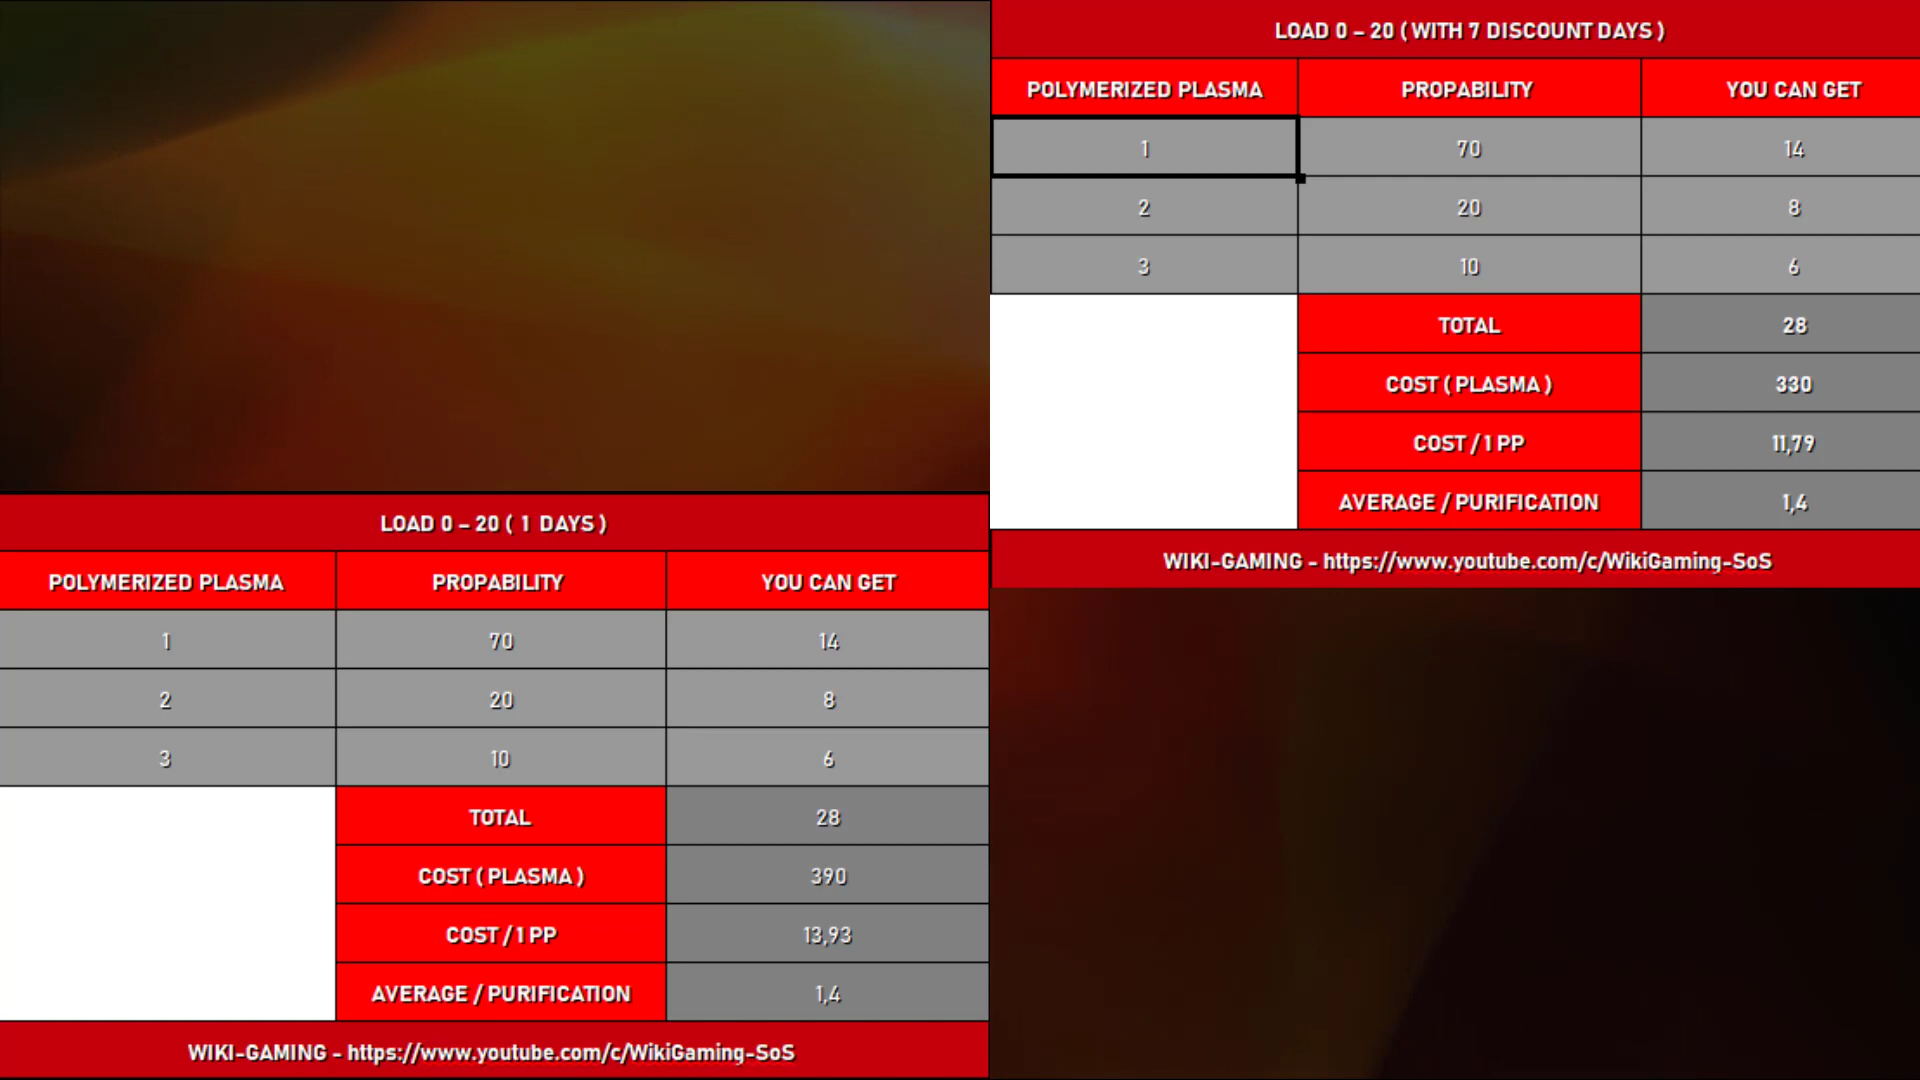 LOAD 0 – 20 ( WITH 7 DISCOUNT DAYS )
POLYMERIZED PLASMA PROPABILITY YOU CAN GET
1 70 14
2 20 8
3 10 6
TOTAL 28
COST ( PLASMA ) 330
COST / 1 PP 11,79
AVERAGE / PURIFICATION 1,4
WIKI-GAMING - https://www.youtube.com/c/WikiGaming-SoS
LOAD 0 – 20 ( 1 DAYS )
POLYMERIZED PLASMA PROPABILITY YOU CAN GET
1 70 14
2 20 8
3 10 6
TOTAL 28
COST ( PLASMA ) 390
COST / 1 PP 13,93
AVERAGE / PURIFICATION 1,4
WIKI-GAMING - https://www.youtube.com/c/WikiGaming-SoS